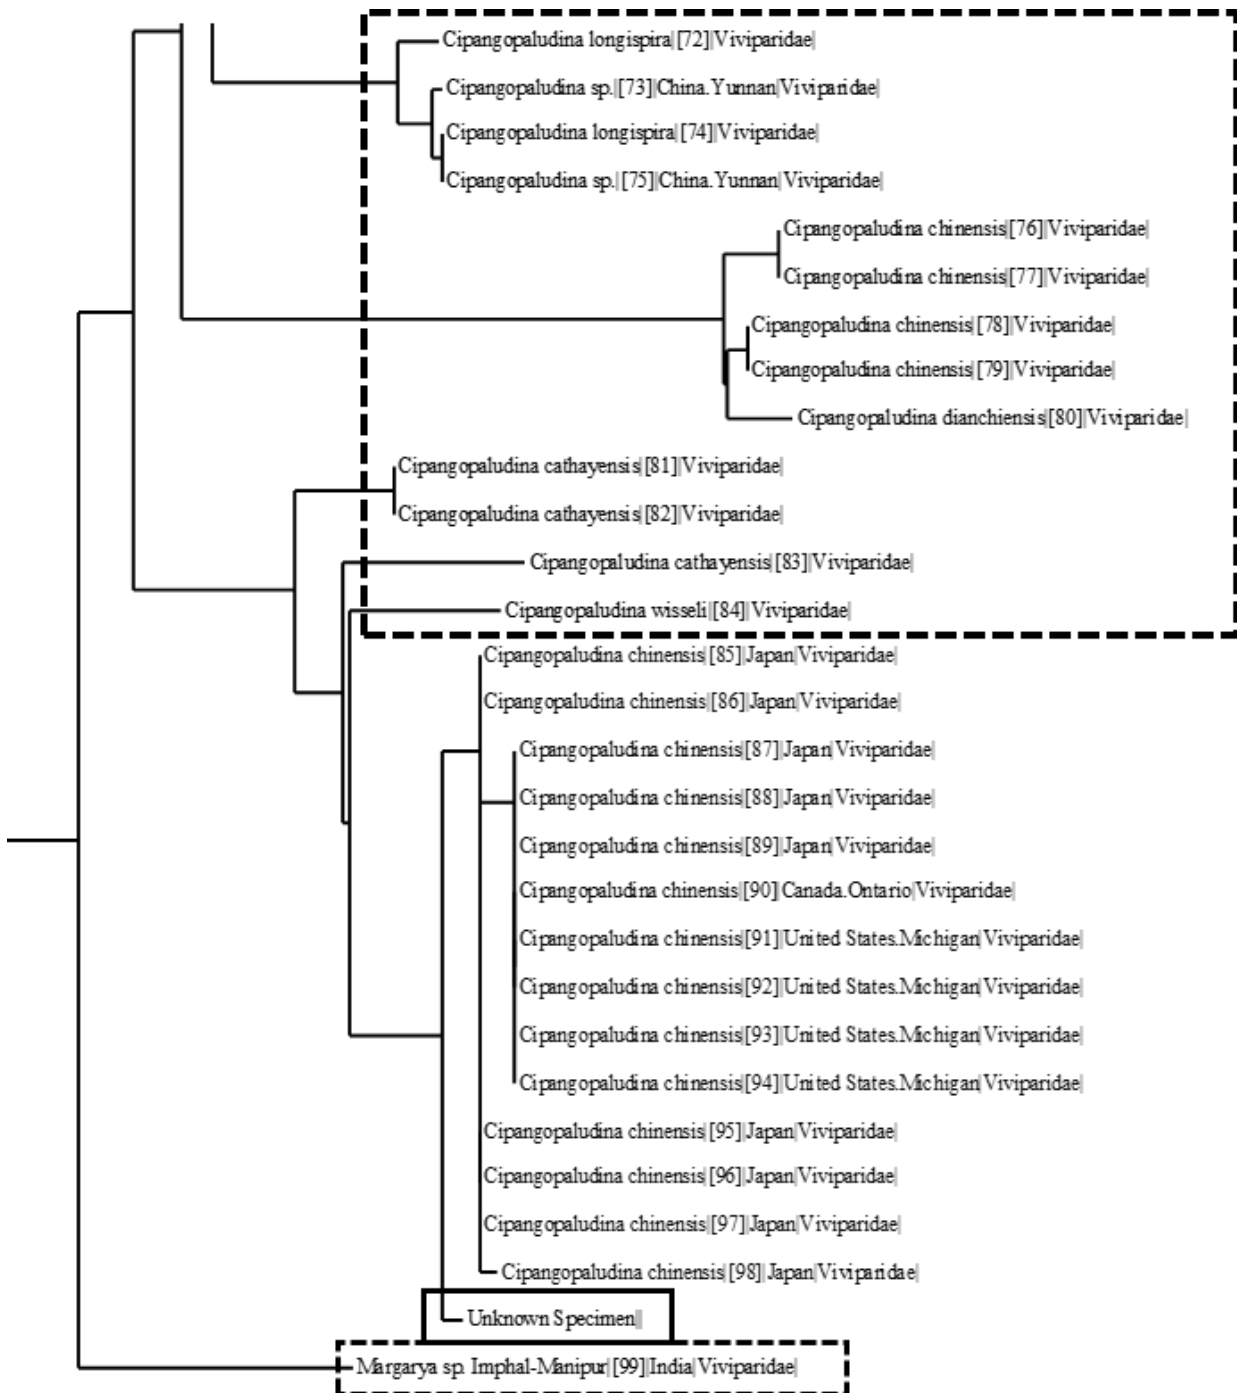 Cipangopaludina longispira|[72]|Viviparidae|
Cipangopaludina sp.|[73]|China.Yunnan|Viviparidae|
Cipangopaludina longispira|[74]|Viviparidae|
Cipangopaludina sp.|[75]|China.Yunnan|Viviparidae|
Cipangopaludina chinensis|[76]|Viviparidae|
Cipangopaludina chinensis|[77]|Viviparidae|
Cipangopaludina chinensis|[78]|Viviparidae|
Cipangopaludina chinensis|[79]|Viviparidae|
Cipangopaludina dianchiensis|[80]|Viviparidae|
Cipangopaludina cathayensis|[81]|Viviparidae|
Cipangopaludina cathayensis|[82]|Viviparidae|
Cipangopaludina cathayensis|[83]|Viviparidae|
Cipangopaludina wisseli|[84]|Viviparidae|
Cipangopaludina chinensis|[85]|Japan|Viviparidae|
Cipangopaludina chinensis|[86]|Japan|Viviparidae|
Cipangopaludina chinensis|[87]|Japan|Viviparidae|
Cipangopaludina chinensis|[88]|Japan|Viviparidae|
Cipangopaludina chinensis|[89]|Japan|Viviparidae|
Cipangopaludina chinensis|[90]|Canada.Ontario|Viviparidae|
Cipangopaludina chinensis|[91]|United States.Michigan|Viviparidae|
Cipangopaludina chinensis|[92]|United States.Michigan|Viviparidae|
Cipangopaludina chinensis|[93]|United States.Michigan|Viviparidae|
Cipangopaludina chinensis|[94]|United States.Michigan|Viviparidae|
Cipangopaludina chinensis|[95]|Japan|Viviparidae|
Cipangopaludina chinensis|[96]|Japan|Viviparidae|
Cipangopaludina chinensis|[97]|Japan|Viviparidae|
Cipangopaludina chinensis|[98]|Japan|Viviparidae|
Unknown Specimen||
Margarya sp. Imphal-Manipur|[99]|India|Viviparidae|